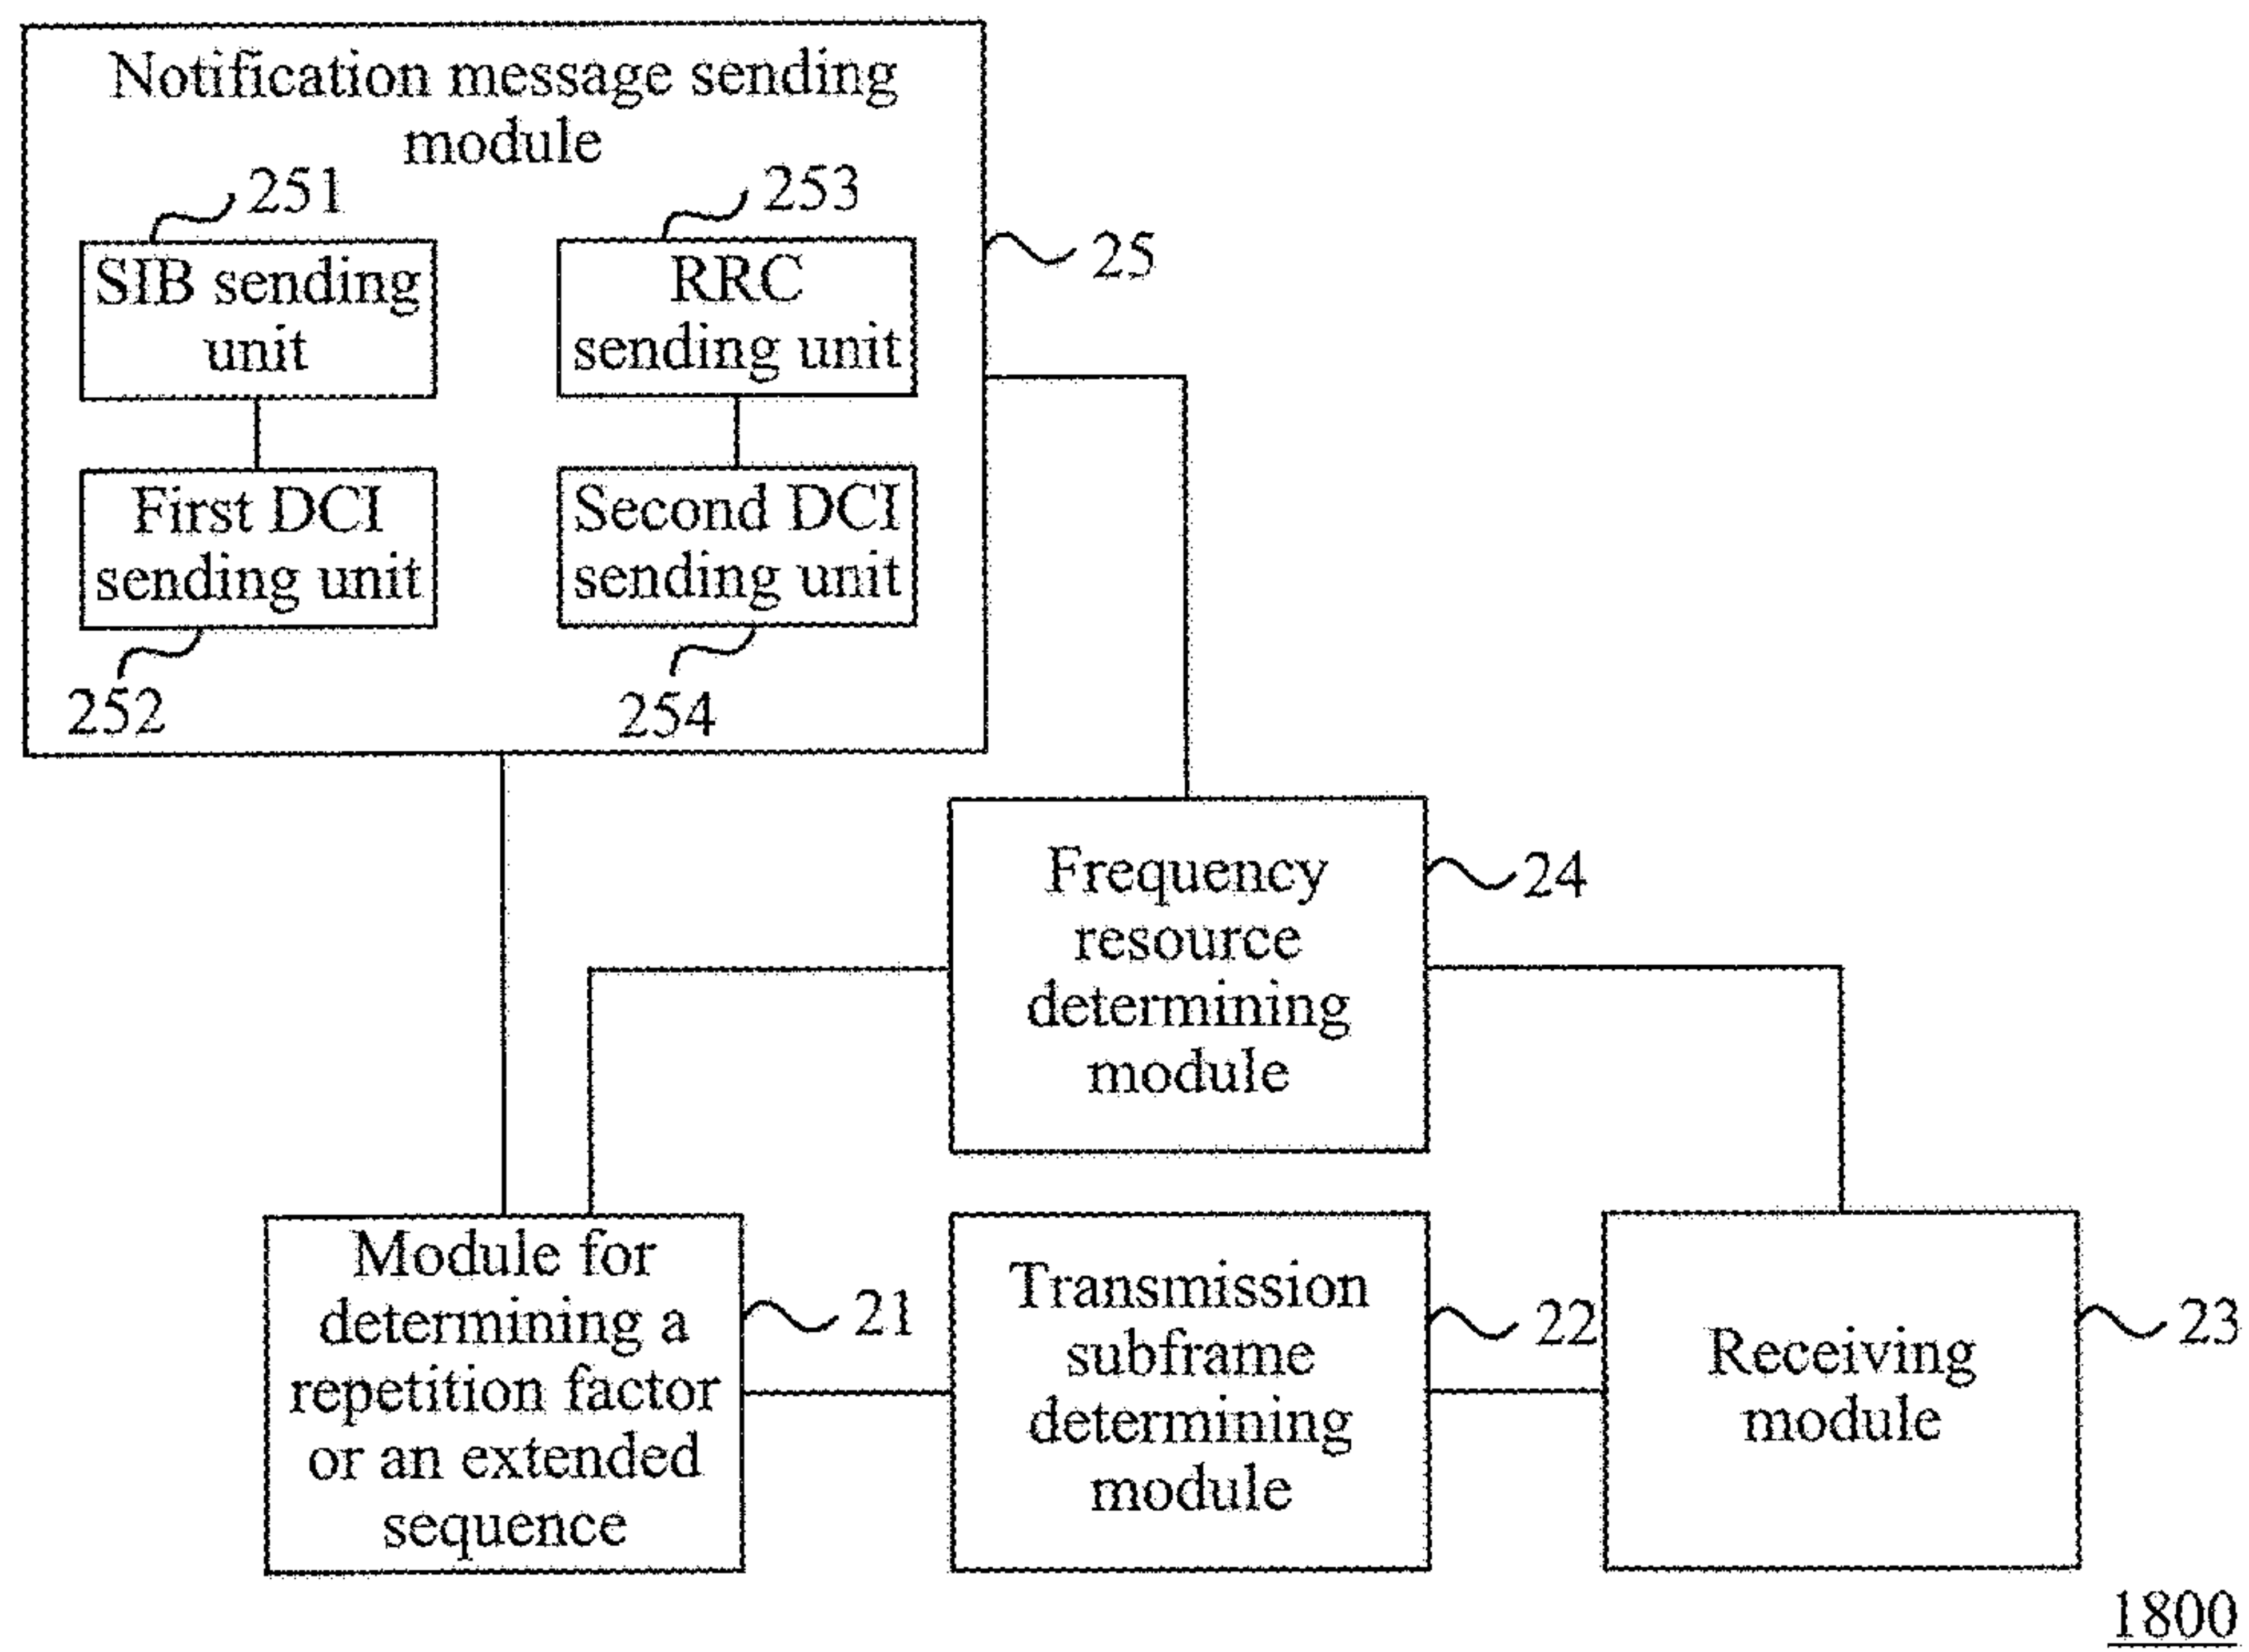 Notification message sending
module
251
253
SIB sending
unit
RRC
sending unit
25
First DCI
sending unit
Second DCI
sending unit
252
254
Frequency
resource
determining
module
24
Module for
determining a
repetition factor
or an extended
sequence
21
Transmission
subframe
determining
module
22
Receiving
module
23
1800